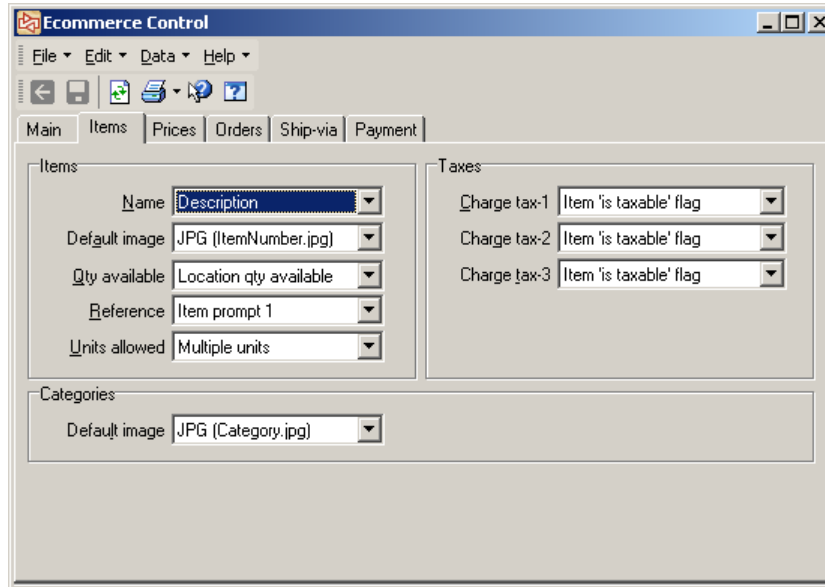 Ecommerce Control
File Edit Data Help
Main Items Prices Orders Ship-via Payment
Items
Name Description
Default image JPG (ItemNumber.jpg)
Qty available Location qty available
Reference Item prompt 1
Units allowed Multiple units
Taxes
Charge tax-1 Item 'is taxable' flag
Charge tax-2 Item 'is taxable' flag
Charge tax-3 Item 'is taxable' flag
Categories
Default image JPG (Category.jpg)